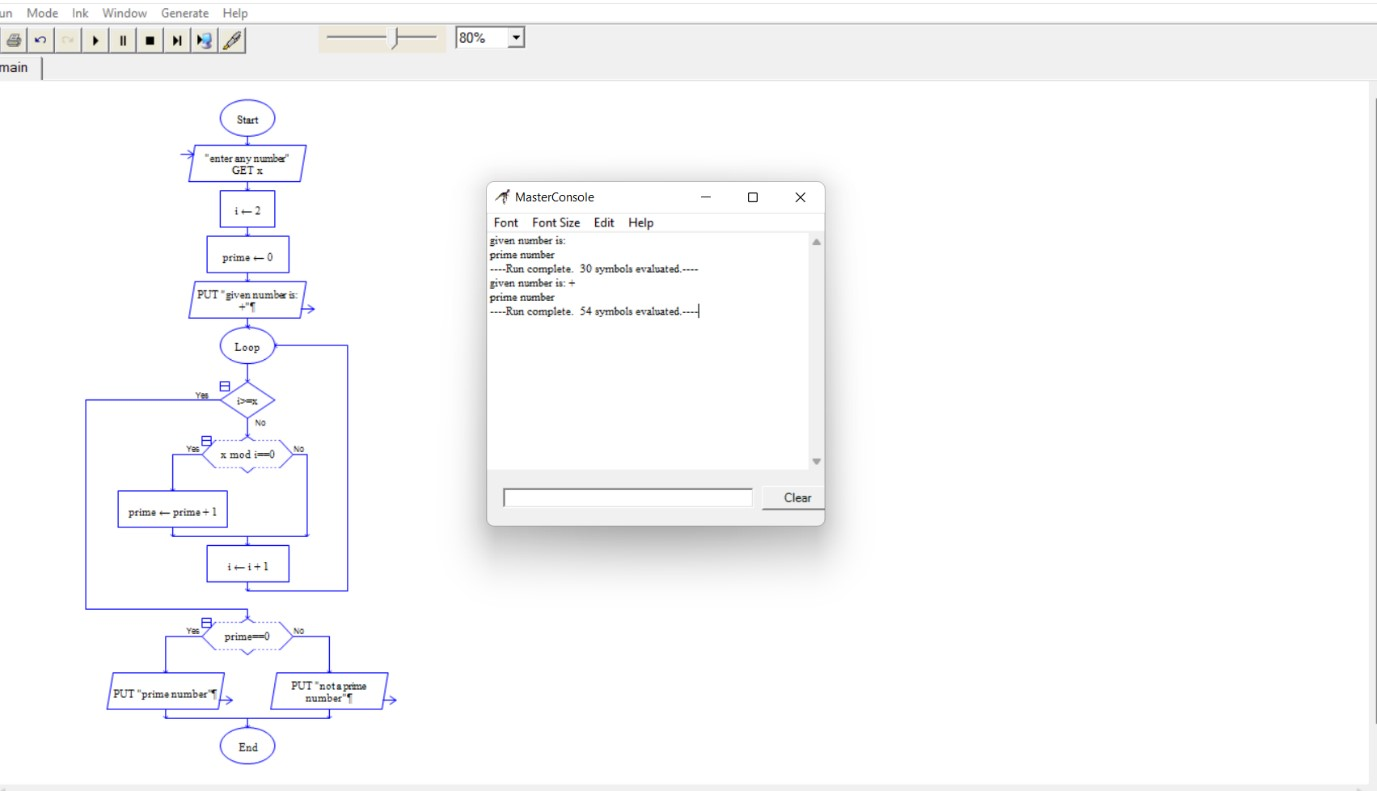 un Mode Ink Window Generate Help
80%
main
Start
"enter any number"
GET x
i ← 2
prime ← 0
PUT "given number is:
+"¶
Loop
Yes
i>=x
No
Yes
x mod i==0
No
prime ← prime + 1
i ← i + 1
Yes
prime==0
No
PUT "prime number"¶
PUT "not a prime
number"¶
End
MasterConsole
Font Font Size Edit Help
given number is:
prime number
----Run complete. 30 symbols evaluated.----
given number is: +
prime number
----Run complete. 54 symbols evaluated.----
Clear